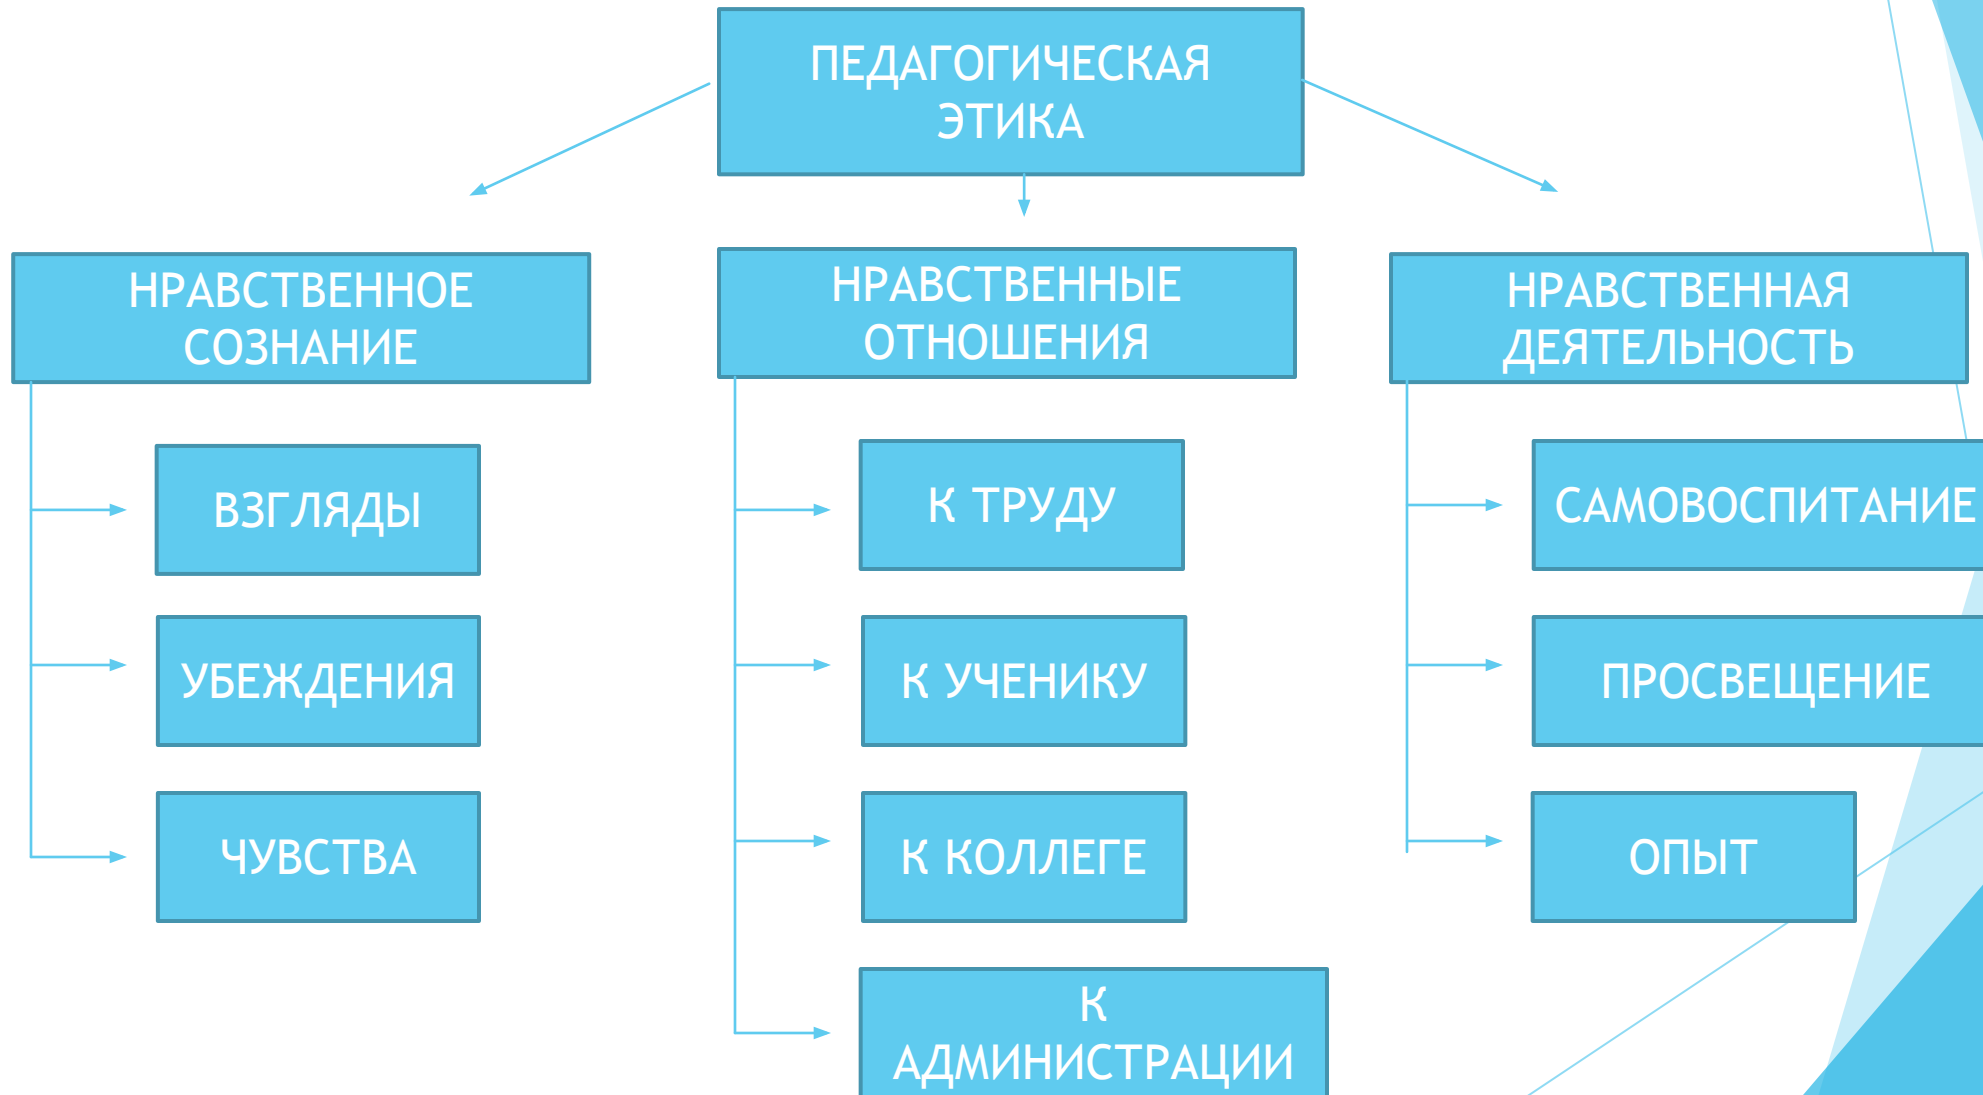 ПЕДАГОГИЧЕСКАЯ
ЭТИКА
НРАВСТВЕННОЕ
СОЗНАНИЕ
ВЗГЛЯДЫ
УБЕЖДЕНИЯ
ЧУВСТВА
НРАВСТВЕННЫЕ
ОТНОШЕНИЯ
К ТРУДУ
К УЧЕНИКУ
К КОЛЛЕГЕ
К
АДМИНИСТРАЦИИ
НРАВСТВЕННАЯ
ДЕЯТЕЛЬНОСТЬ
САМОВОСПИТАНИЕ
ПРОСВЕЩЕНИЕ
ОПЫТ